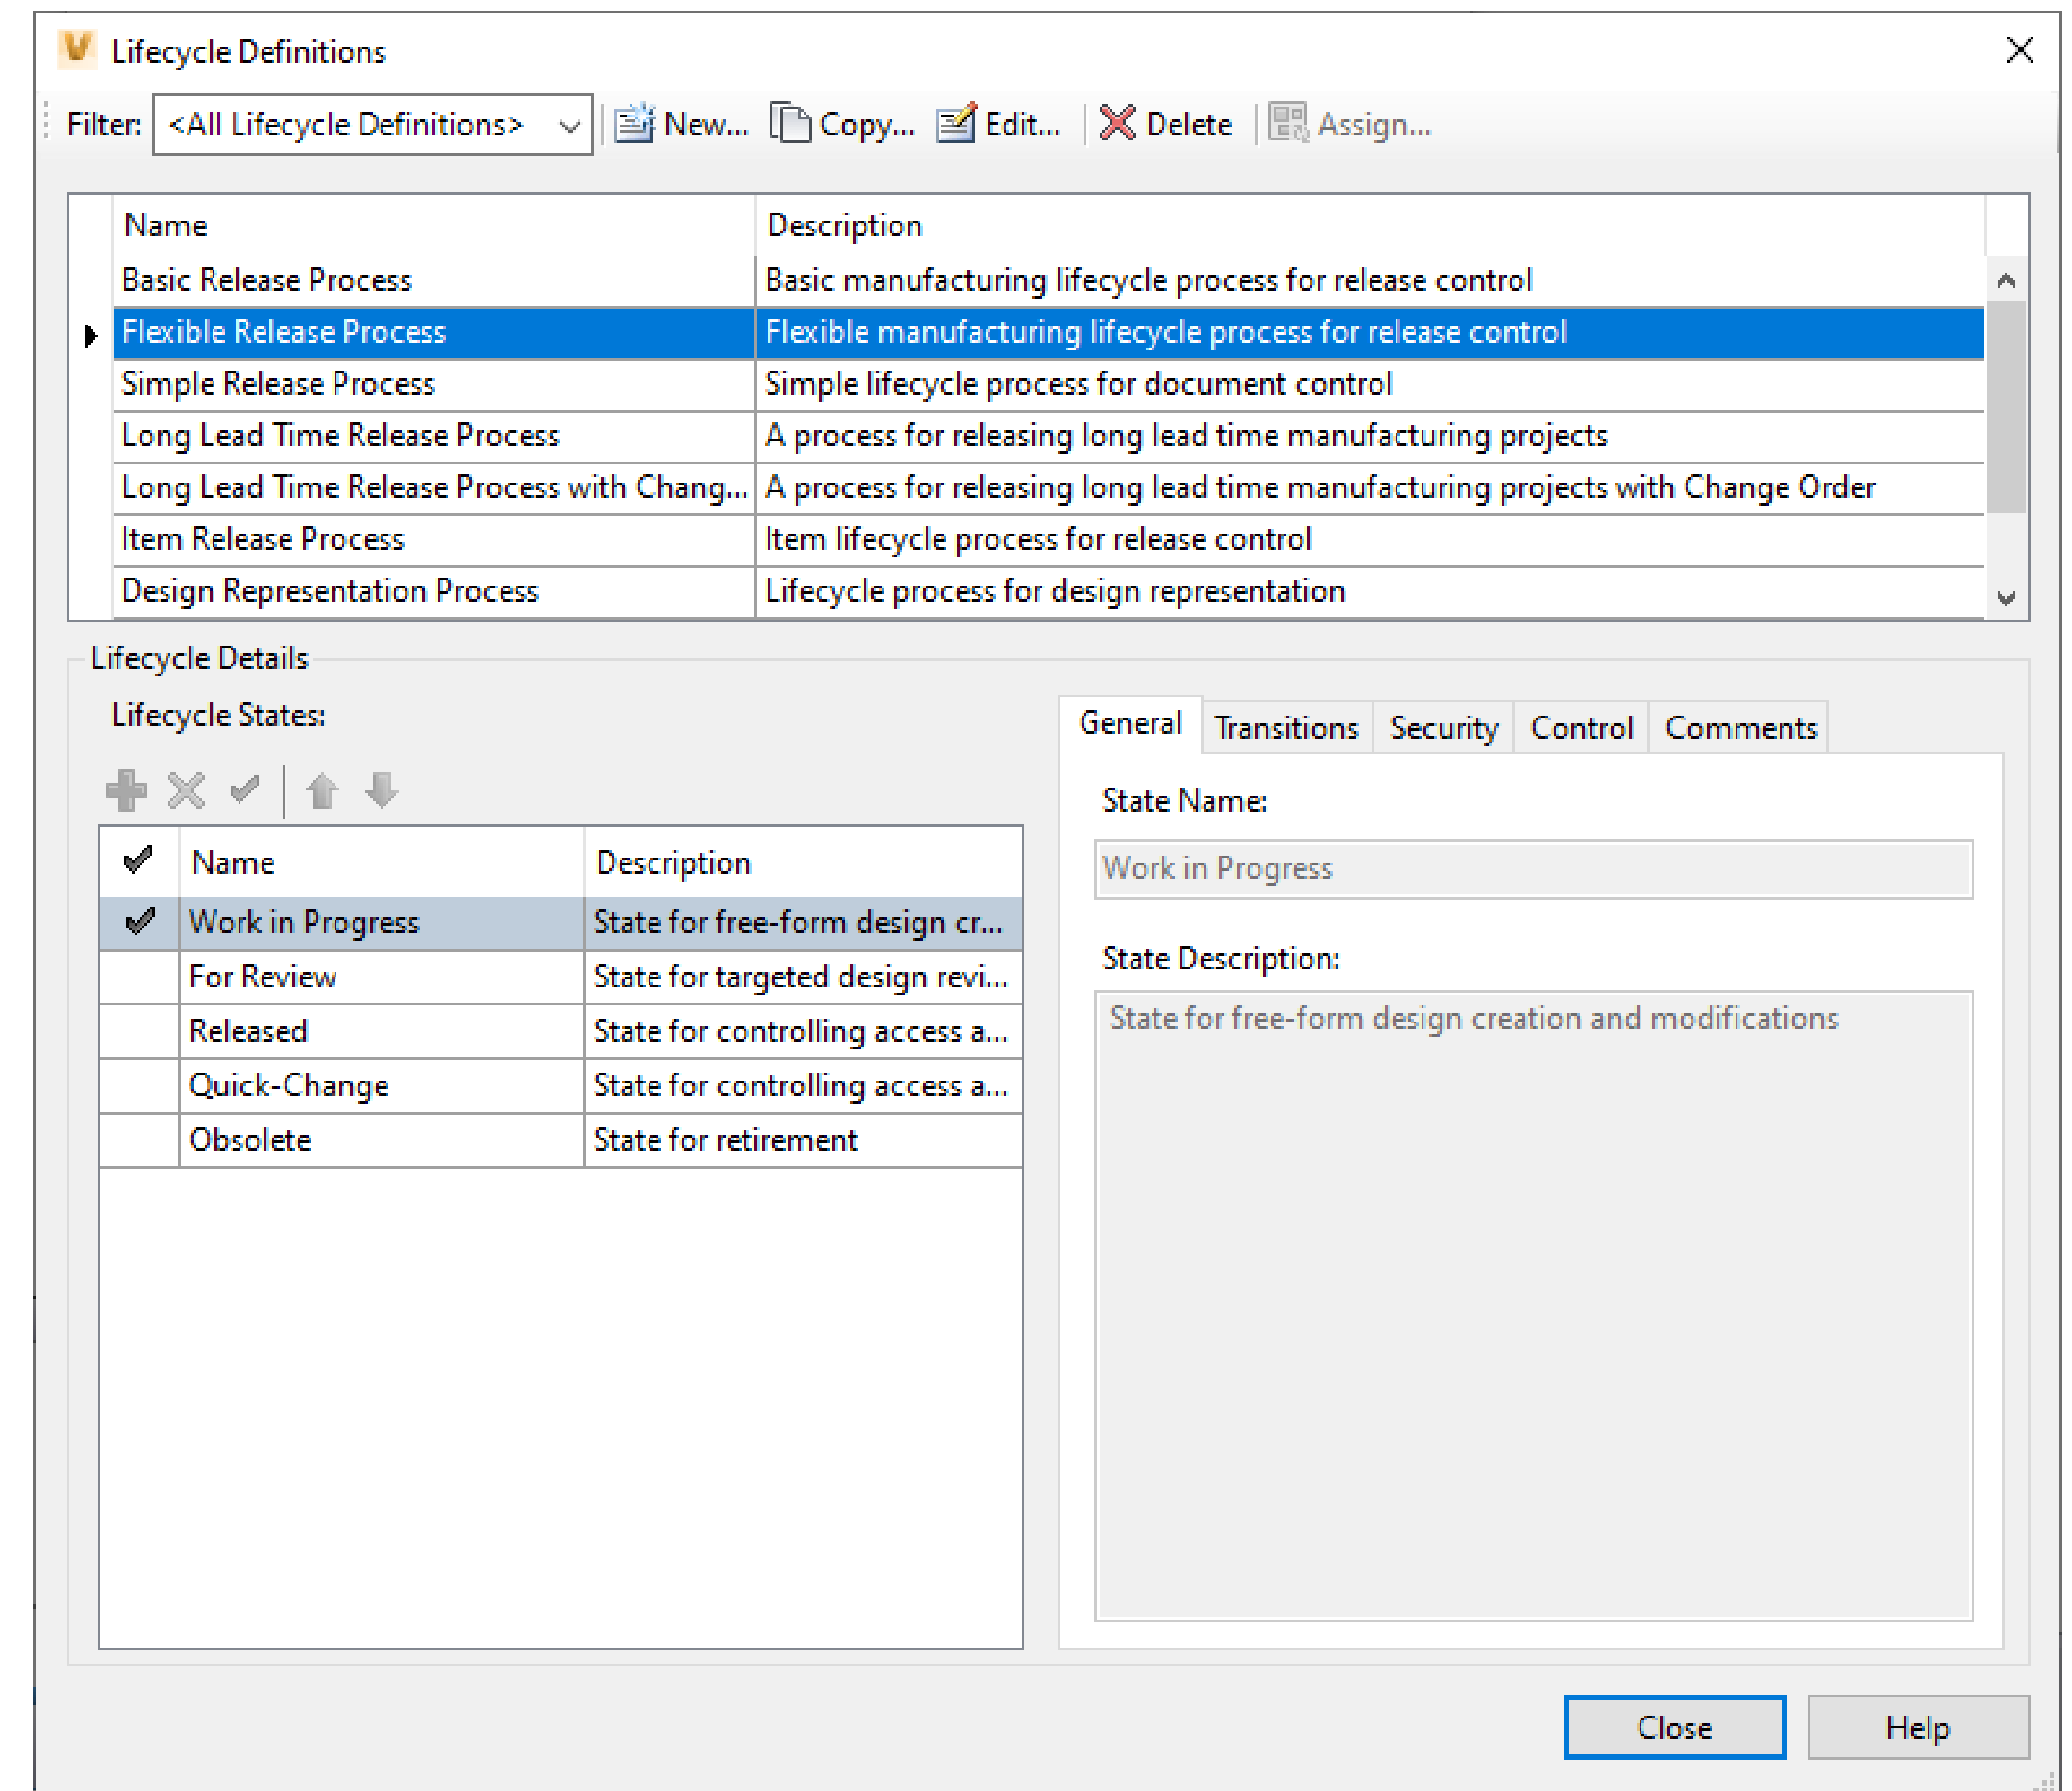 Lifecycle Definitions
Filter: <All Lifecycle Definitions> New... Copy... Edit... Delete Assign...
Name Description
Basic Release Process Basic manufacturing lifecycle process for release control
Flexible Release Process Flexible manufacturing lifecycle process for release control
Simple Release Process Simple lifecycle process for document control
Long Lead Time Release Process A process for releasing long lead time manufacturing projects
Long Lead Time Release Process with Chang... A process for releasing long lead time manufacturing projects with Change Order
Item Release Process Item lifecycle process for release control
Design Representation Process Lifecycle process for design representation
Lifecycle Details
Lifecycle States:
Name Description
Work in Progress State for free-form design cr...
For Review State for targeted design revi...
Released State for controlling access a...
Quick-Change State for controlling access a...
Obsolete State for retirement
General Transitions Security Control Comments
State Name:
Work in Progress
State Description:
State for free-form design creation and modifications
Close Help